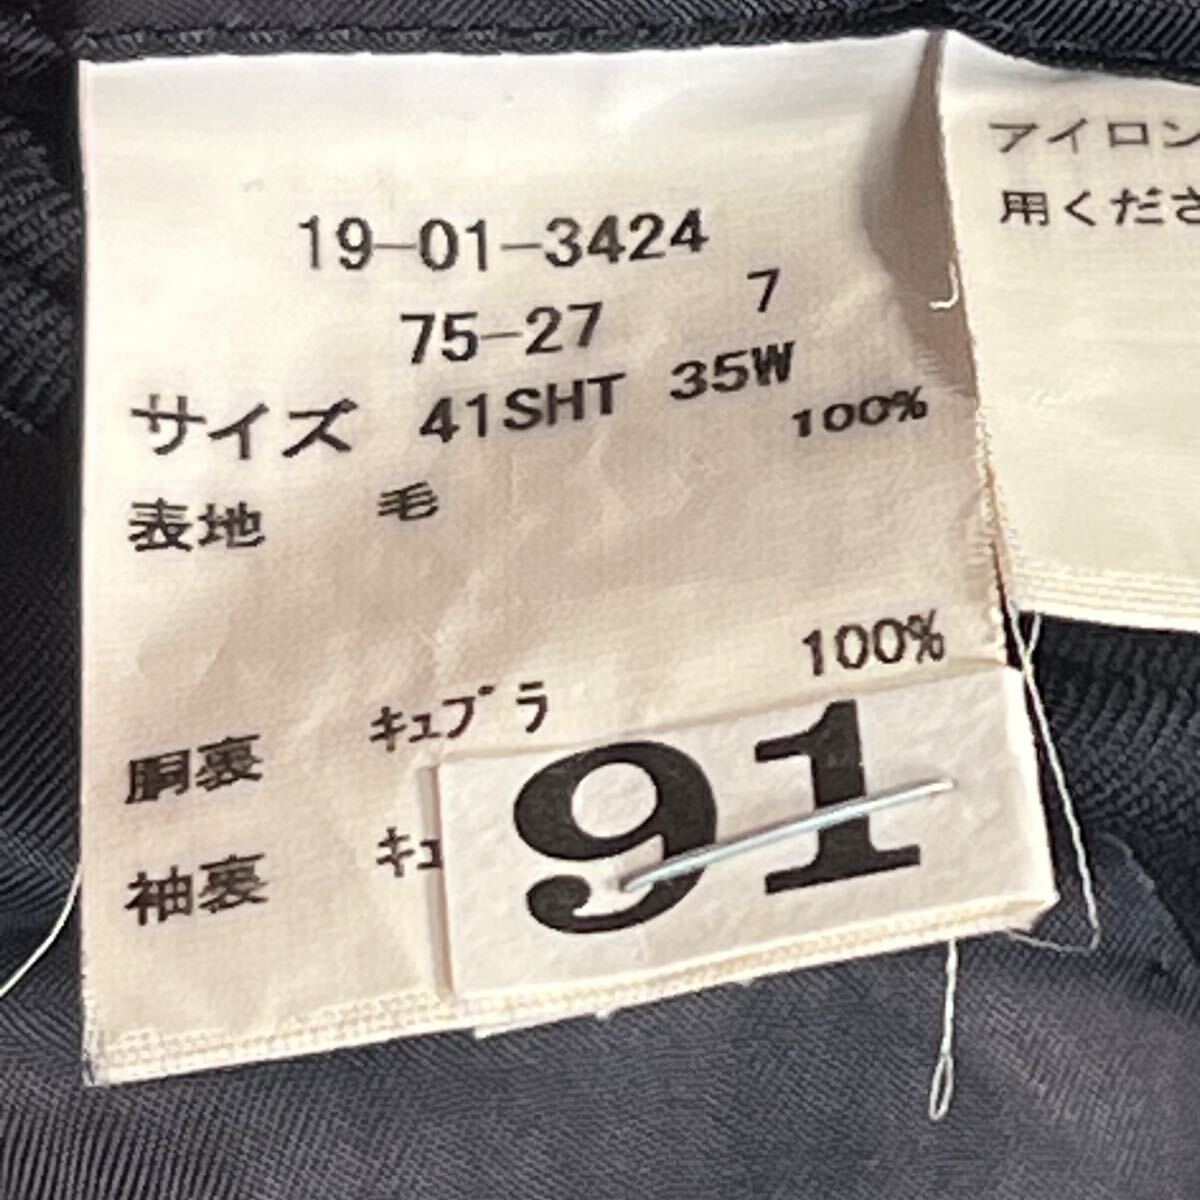 19-01-3424
75-27 7
サイズ 41SHT 35W
表地 毛 100%
胴裏 キュプラ 100%
袖裏 キュ
91
アイロン
用くださ